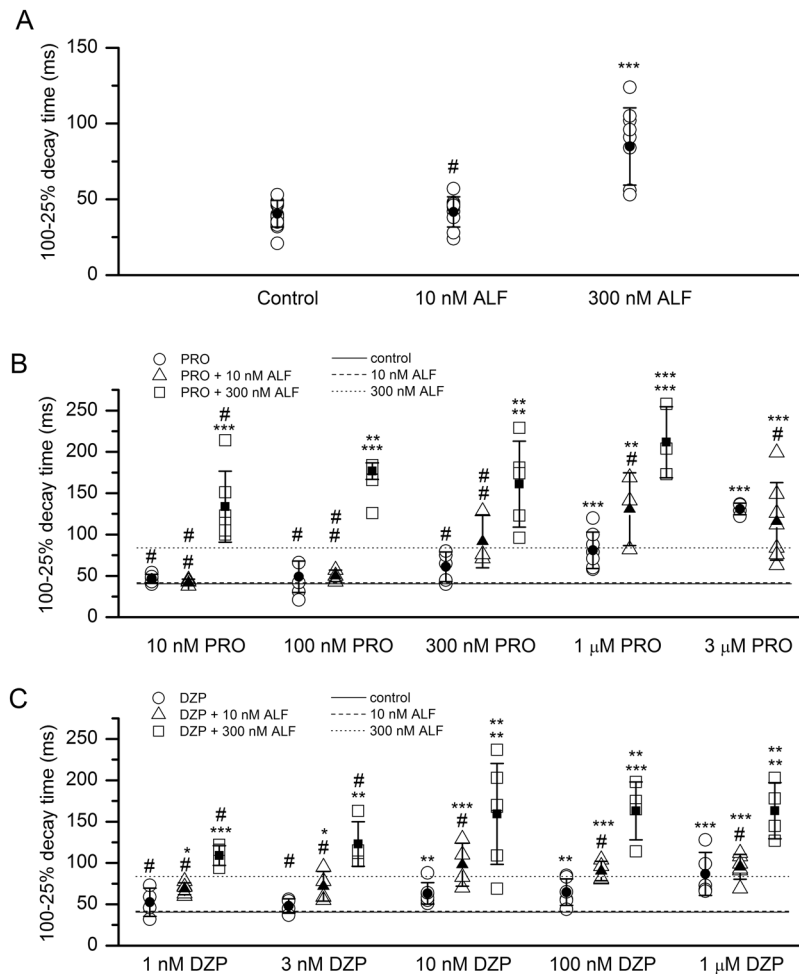 A
100-25% decay time (ms)
150
100
50
0
***
#
Control
10 nM ALF
300 nM ALF
B
PRO
PRO + 10 nM ALF
PRO + 300 nM ALF
control
10 nM ALF
300 nM ALF
100-25% decay time (ms)
250
200
150
100
50
0
#
#
#
#
***
#
#
#
**
***
#
#
#
**
**
***
**
#
***
***
***
***
#
10 nM PRO
100 nM PRO
300 nM PRO
1 μM PRO
3 μM PRO
C
DZP
DZP + 10 nM ALF
DZP + 300 nM ALF
control
10 nM ALF
300 nM ALF
100-25% decay time (ms)
250
200
150
100
50
0
#
*
#
#
***
#
*
#
#
**
**
***
#
**
**
**
***
#
**
***
***
***
#
**
**
1 nM DZP
3 nM DZP
10 nM DZP
100 nM DZP
1 μM DZP